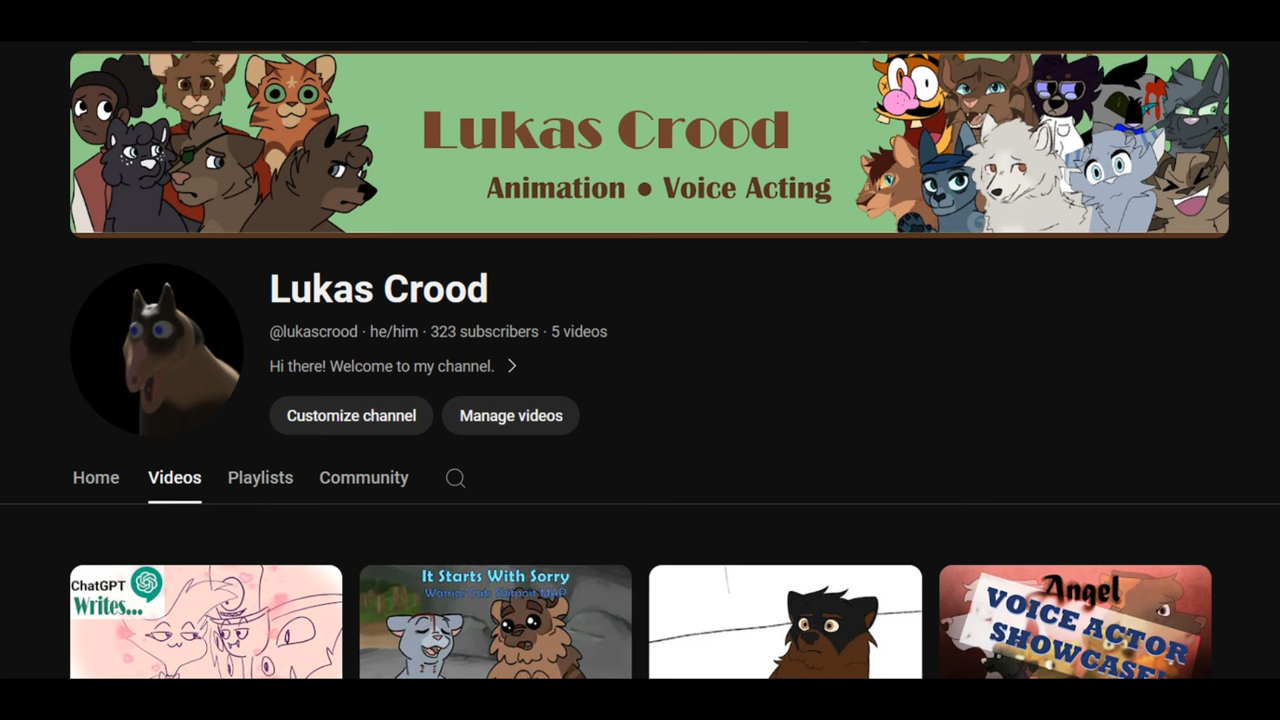 Lukas Crood
Animation ● Voice Acting
Lukas Crood
@lukascrood · he/him · 323 subscribers · 5 videos
Hi there! Welcome to my channel.
Customize channel
Manage videos
Home
Videos
Playlists
Community
ChatGPT
Writes...
It Starts With Sorry
Warrior Cats Outport MAP
Angel
VOICE ACTOR
SHOWCASE!